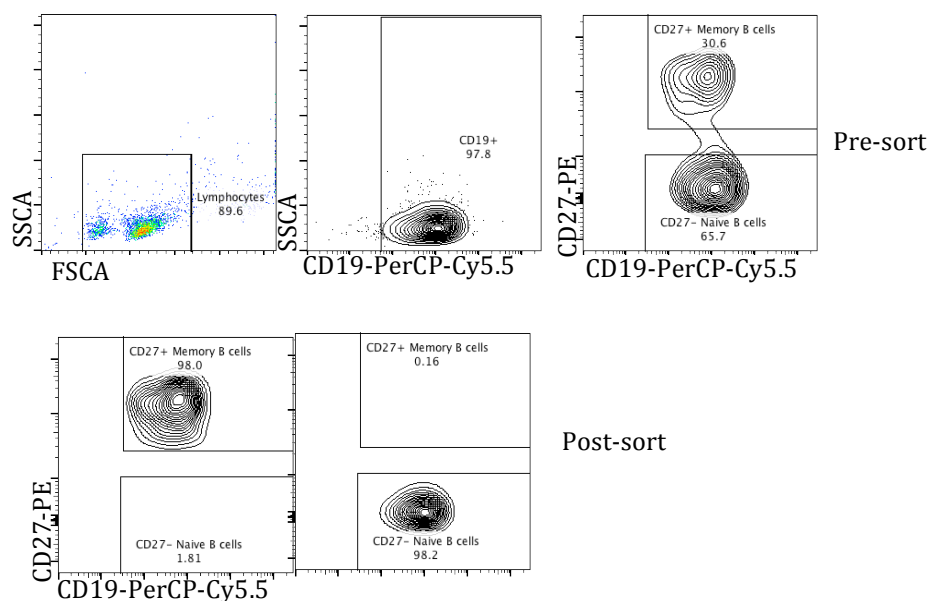 SSCA
Lymphocytes
89.6
FSCA
SSCA
CD19+
97.8
CD19-PerCP-Cy5.5
CD27-PE
CD27+ Memory B cells
30.6
CD27- Naive B cells
65.7
CD19-PerCP-Cy5.5
Pre-sort
CD27-PE
CD27+ Memory B cells
98.0
CD27- Naive B cells
1.81
CD19-PerCP-Cy5.5
CD27+ Memory B cells
0.16
CD27- Naive B cells
98.2
Post-sort